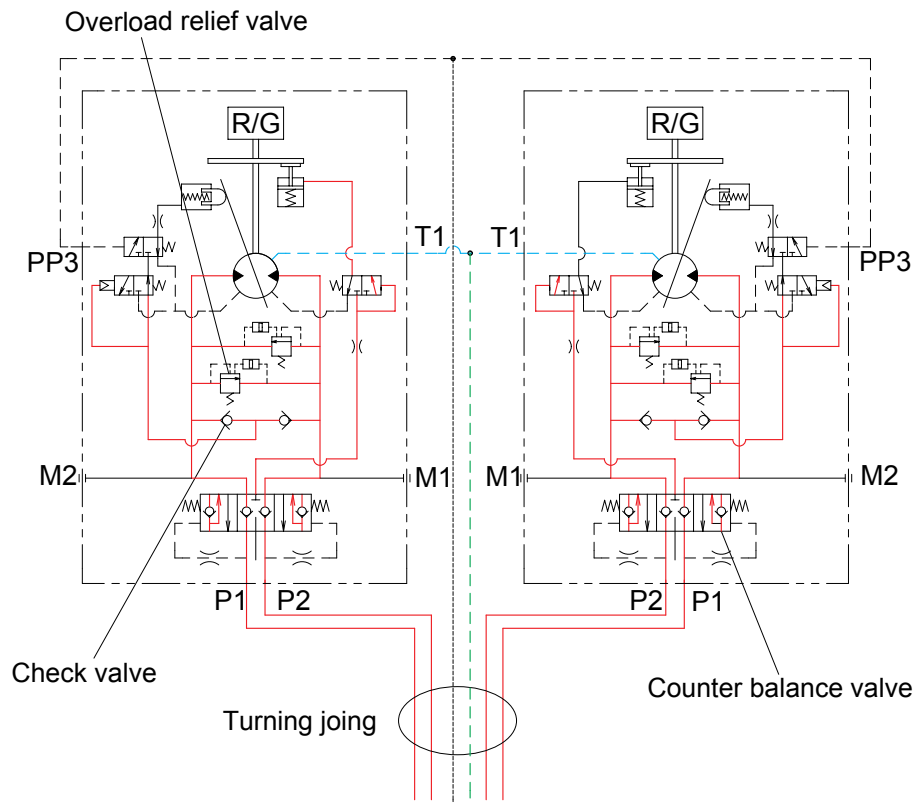 Overload relief valve
R/G
R/G
T1
T1
PP3
PP3
M2
M1
M1
M2
P1
P2
P2
P1
Check valve
Counter balance valve
Turning joing